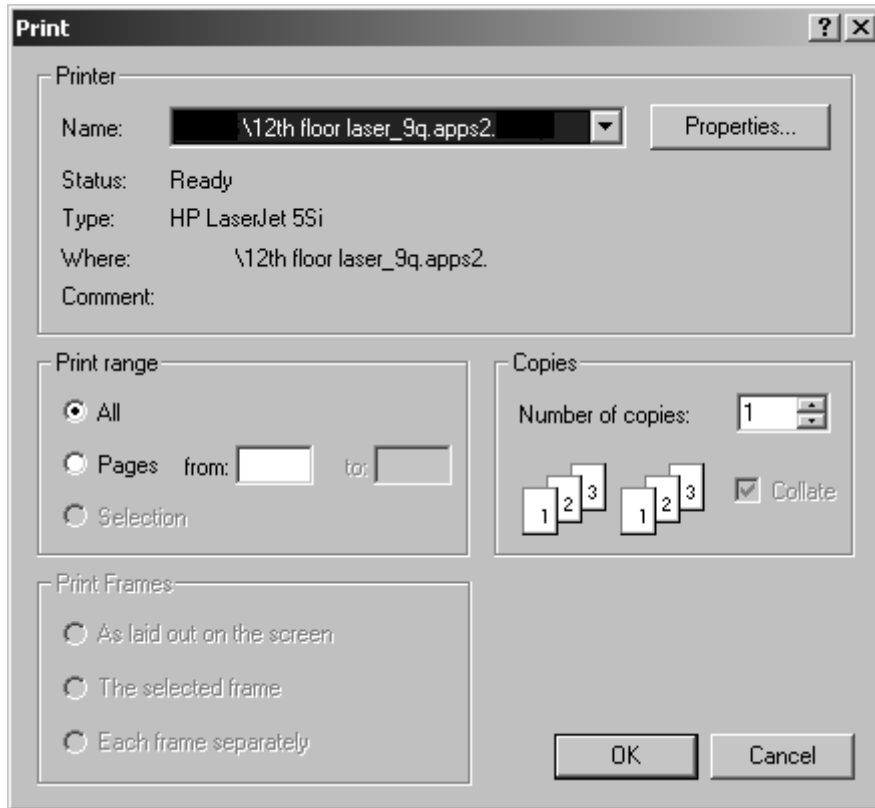 Print
Printer
Name: \12th floor laser_9q.apps2. Properties...
Status: Ready
Type: HP LaserJet 5Si
Where: \12th floor laser_9q.apps2.
Comment:
Print range
All
Pages from: to:
Selection
Copies
Number of copies: 1
1 2 3 1 2 3 Collate
Print Frames
As laid out on the screen
The selected frame
Each frame separately
OK Cancel